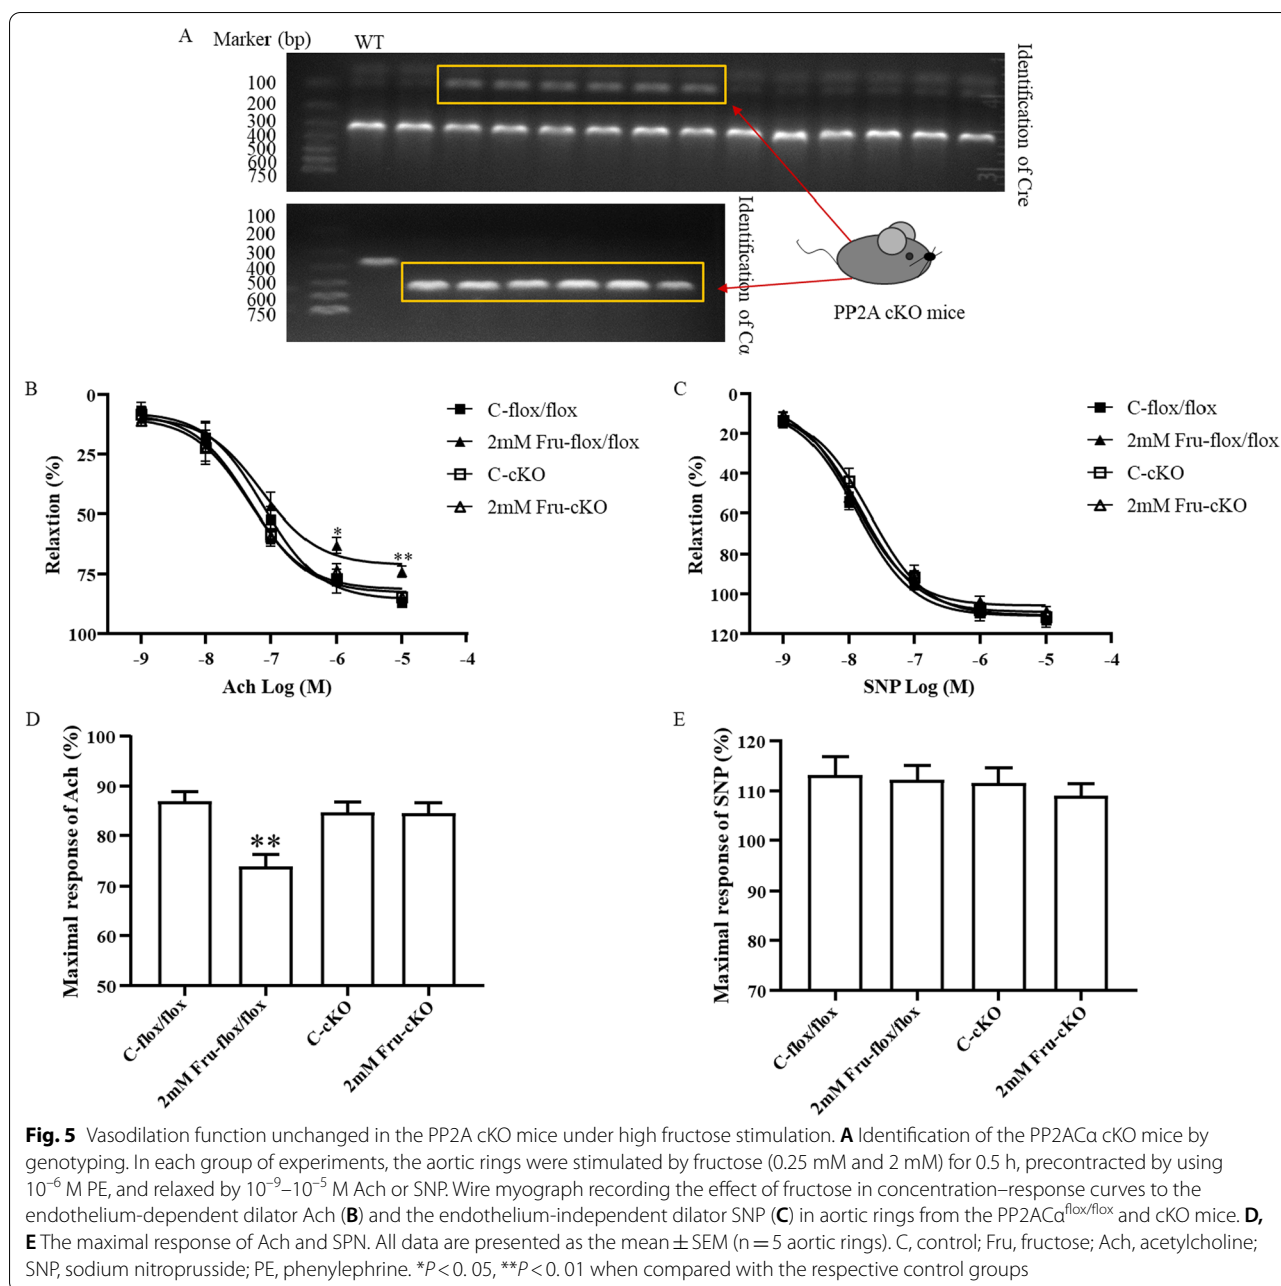 A Marker (bp) WT
100
200
300
400
500
600
750
Identification of Cre
100
200
300
400
500
600
750
Identification of Cα
PP2A cKO mice
B
Relaxtion (%)
0
25
50
75
100
-9 -8 -7 -6 -5 -4
Ach Log (M)
* **
C-flox/flox
2mM Fru-flox/flox
C-cKO
2mM Fru-cKO
C
Relaxtion (%)
0
20
40
60
80
100
120
-9 -8 -7 -6 -5 -4
SNP Log (M)
C-flox/flox
2mM Fru-flox/flox
C-cKO
2mM Fru-cKO
D
Maximal response of Ach (%)
100
90
80
70
60
50
**
C-flox/flox
2mM Fru-flox/flox
C-cKO
2mM Fru-cKO
E
Maximal response of SNP (%)
120
110
100
90
80
70
C-flox/flox
2mM Fru-flox/flox
C-cKO
2mM Fru-cKO
Fig. 5 Vasodilation function unchanged in the PP2A cKO mice under high fructose stimulation. A Identification of the PP2ACα cKO mice by
genotyping. In each group of experiments, the aortic rings were stimulated by fructose (0.25 mM and 2 mM) for 0.5 h, precontracted by using
10⁻⁶ M PE, and relaxed by 10⁻⁹–10⁻⁵ M Ach or SNP. Wire myograph recording the effect of fructose in concentration–response curves to the
endothelium-dependent dilator Ach (B) and the endothelium-independent dilator SNP (C) in aortic rings from the PP2ACα^flox/flox and cKO mice. D,
E The maximal response of Ach and SPN. All data are presented as the mean ± SEM (n = 5 aortic rings). C, control; Fru, fructose; Ach, acetylcholine;
SNP, sodium nitroprusside; PE, phenylephrine. *P < 0. 05, **P < 0. 01 when compared with the respective control groups